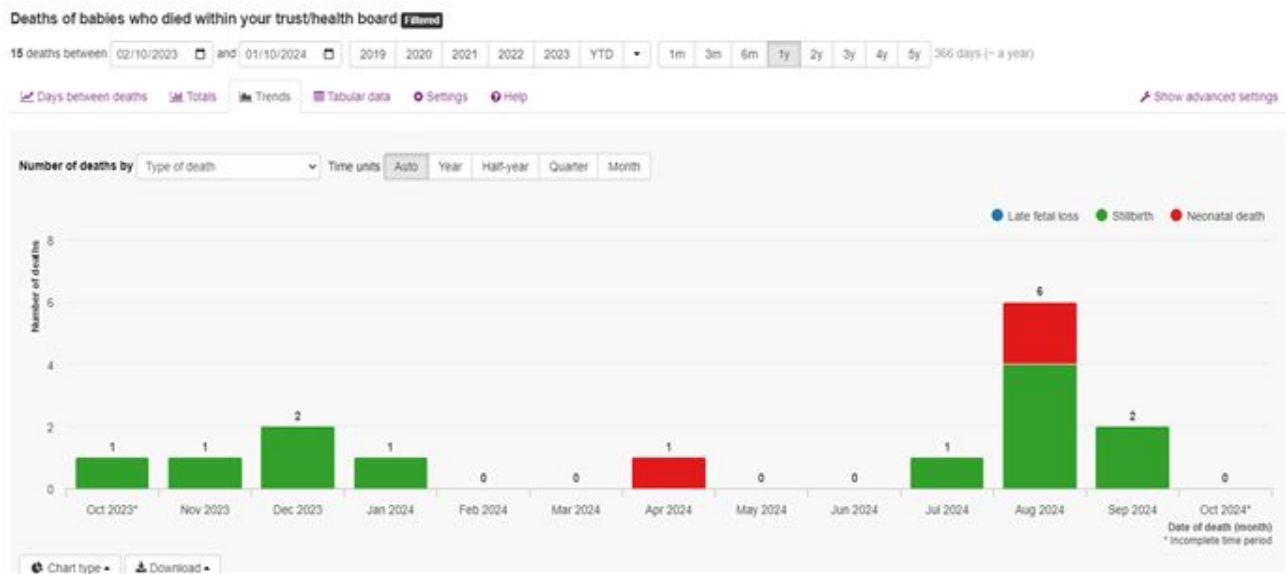 Deaths of babies who died within your trust/health board Filtered
15 deaths between 02/10/2023 and 01/10/2024 2019 2020 2021 2022 2023 YTD 1m 3m 6m 1y 2y 3y 4y 5y 366 days (~ a year)
Days between deaths Totals Trends Tabular data Settings Help Show advanced settings
Number of deaths by Type of death Time units Auto Year Half-year Quarter Month
Late fetal loss Stillbirth Neonatal death
Number of deaths
8
6
4
2
0
1 1 2 1 0 0 1 0 0 1 6 2 0
Oct 2023* Nov 2023 Dec 2023 Jan 2024 Feb 2024 Mar 2024 Apr 2024 May 2024 Jun 2024 Jul 2024 Aug 2024 Sep 2024 Oct 2024*
Date of death (month)
* Incomplete time period
Chart type Download